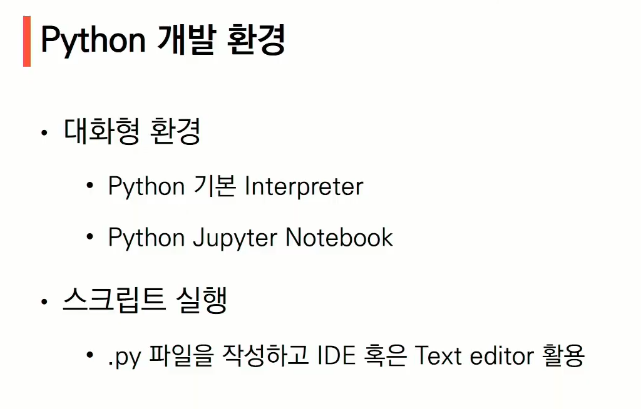 Python 개발 환경
• 대화형 환경
• Python 기본 Interpreter
• Python Jupyter Notebook
• 스크립트 실행
• .py 파일을 작성하고 IDE 혹은 Text editor 활용